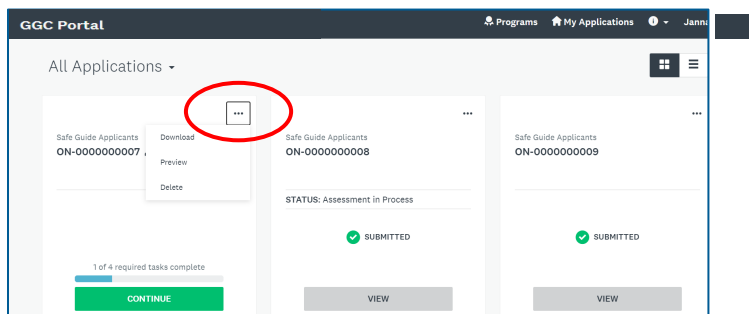 GGC Portal
Programs
My Applications
All Applications
Safe Guide Applicants
ON-0000000007
Download
Preview
Delete
1 of 4 required tasks complete
CONTINUE
Safe Guide Applicants
ON-0000000008
STATUS: Assessment in Process
SUBMITTED
VIEW
Safe Guide Applicants
ON-0000000009
SUBMITTED
VIEW